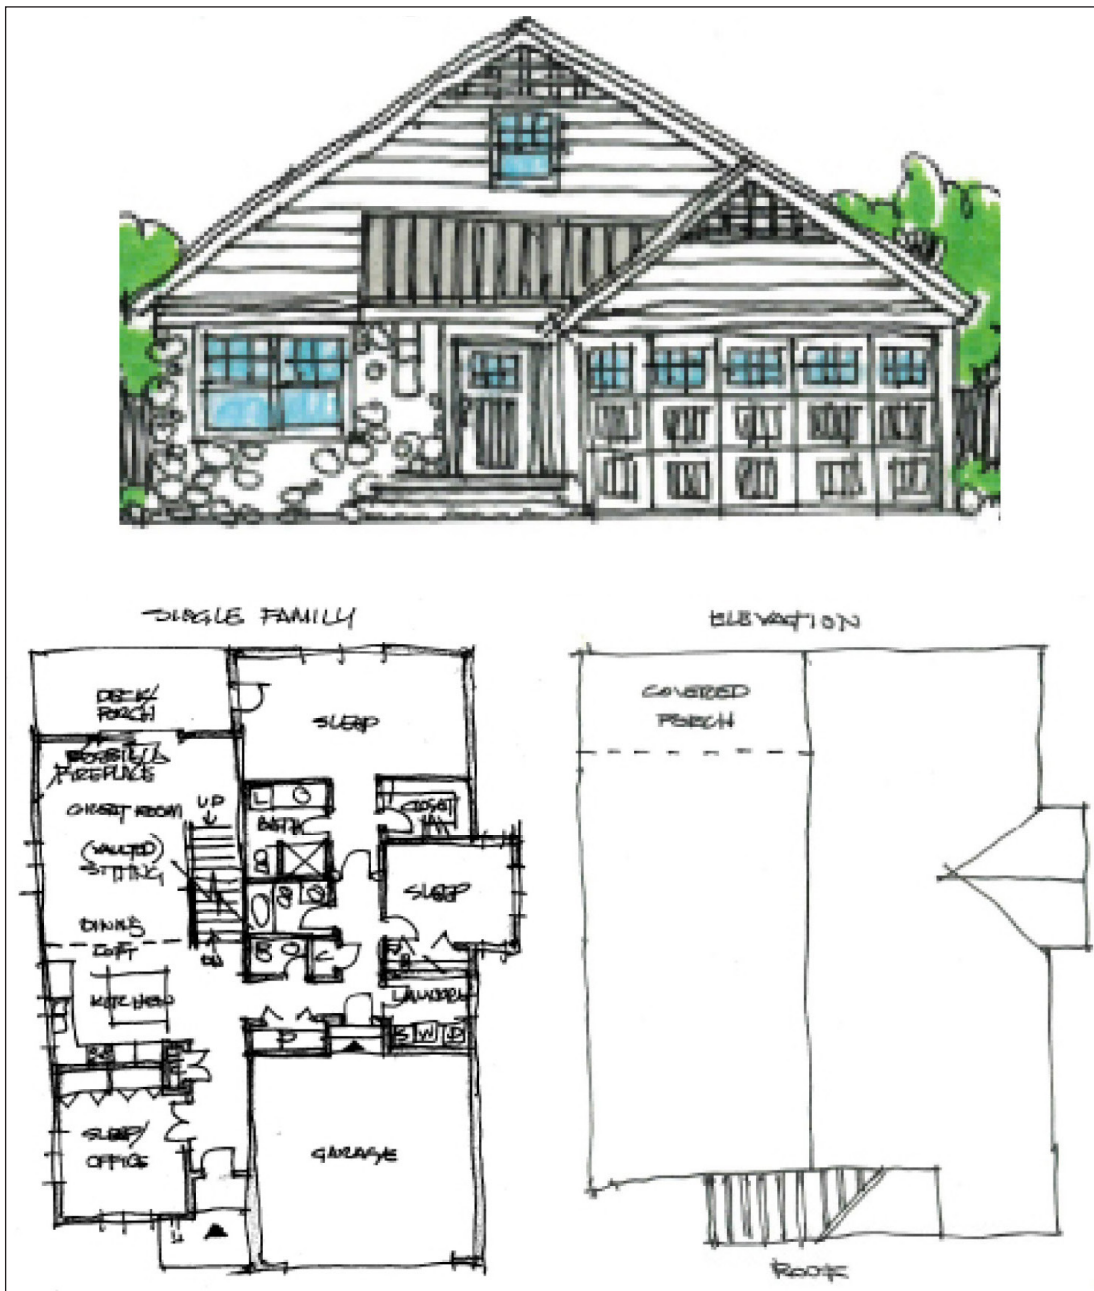 SINGLE FAMILY
ELEVATION
DECK/
PORCH
SLEEP
COVERED
PORCH
POSSIBLE
FIREPLACE
GREAT ROOM
UP
CLOSET
BATH
(VAULTED)
SITTING
SLEEP
DINING
LOFT
DN
C
KITCHEN
LAUNDRY
P
S W D
SLEEP/
OFFICE
GARAGE
ROOF